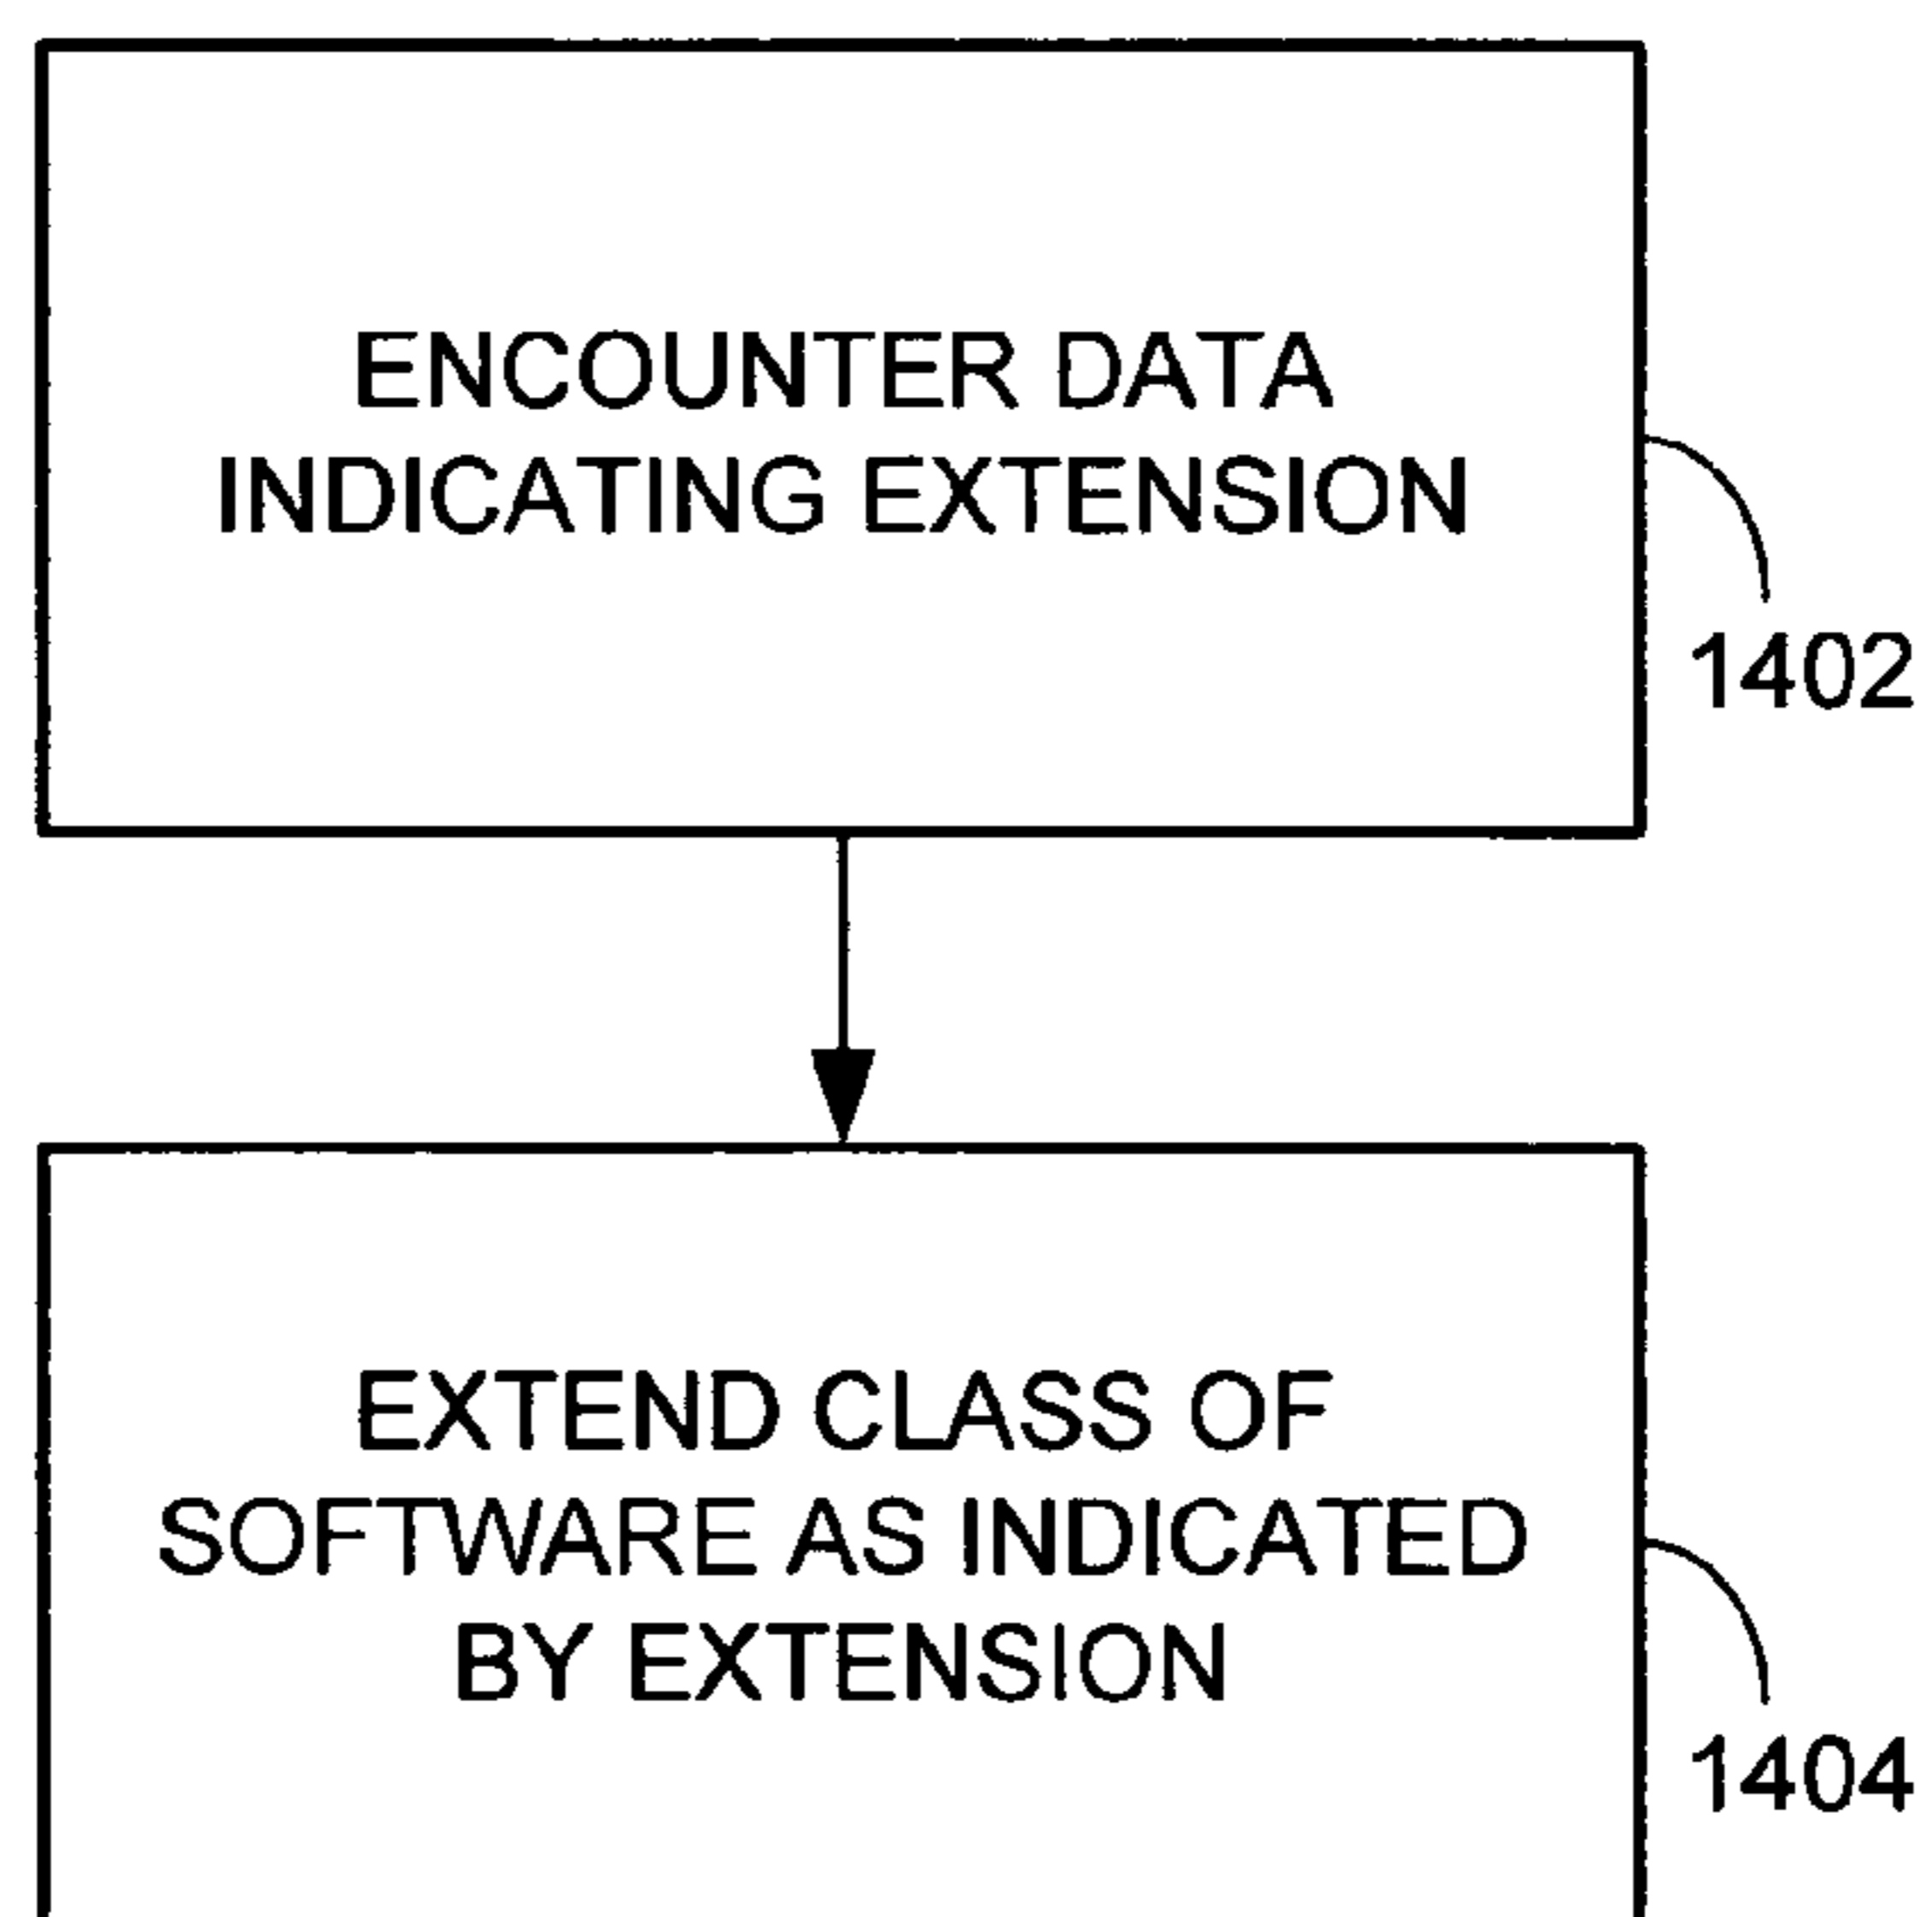 ENCOUNTER DATA
INDICATING EXTENSION
1402
EXTEND CLASS OF
SOFTWARE AS INDICATED
BY EXTENSION
1404